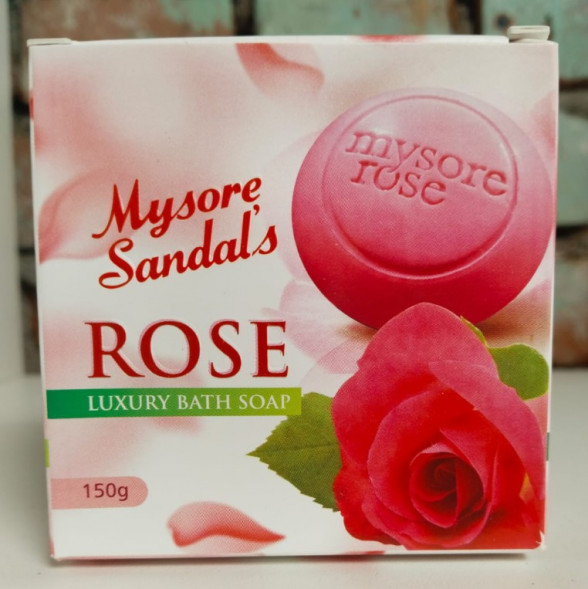 mysore
rose
Mysore
Sandal's
ROSE
LUXURY BATH SOAP
150g